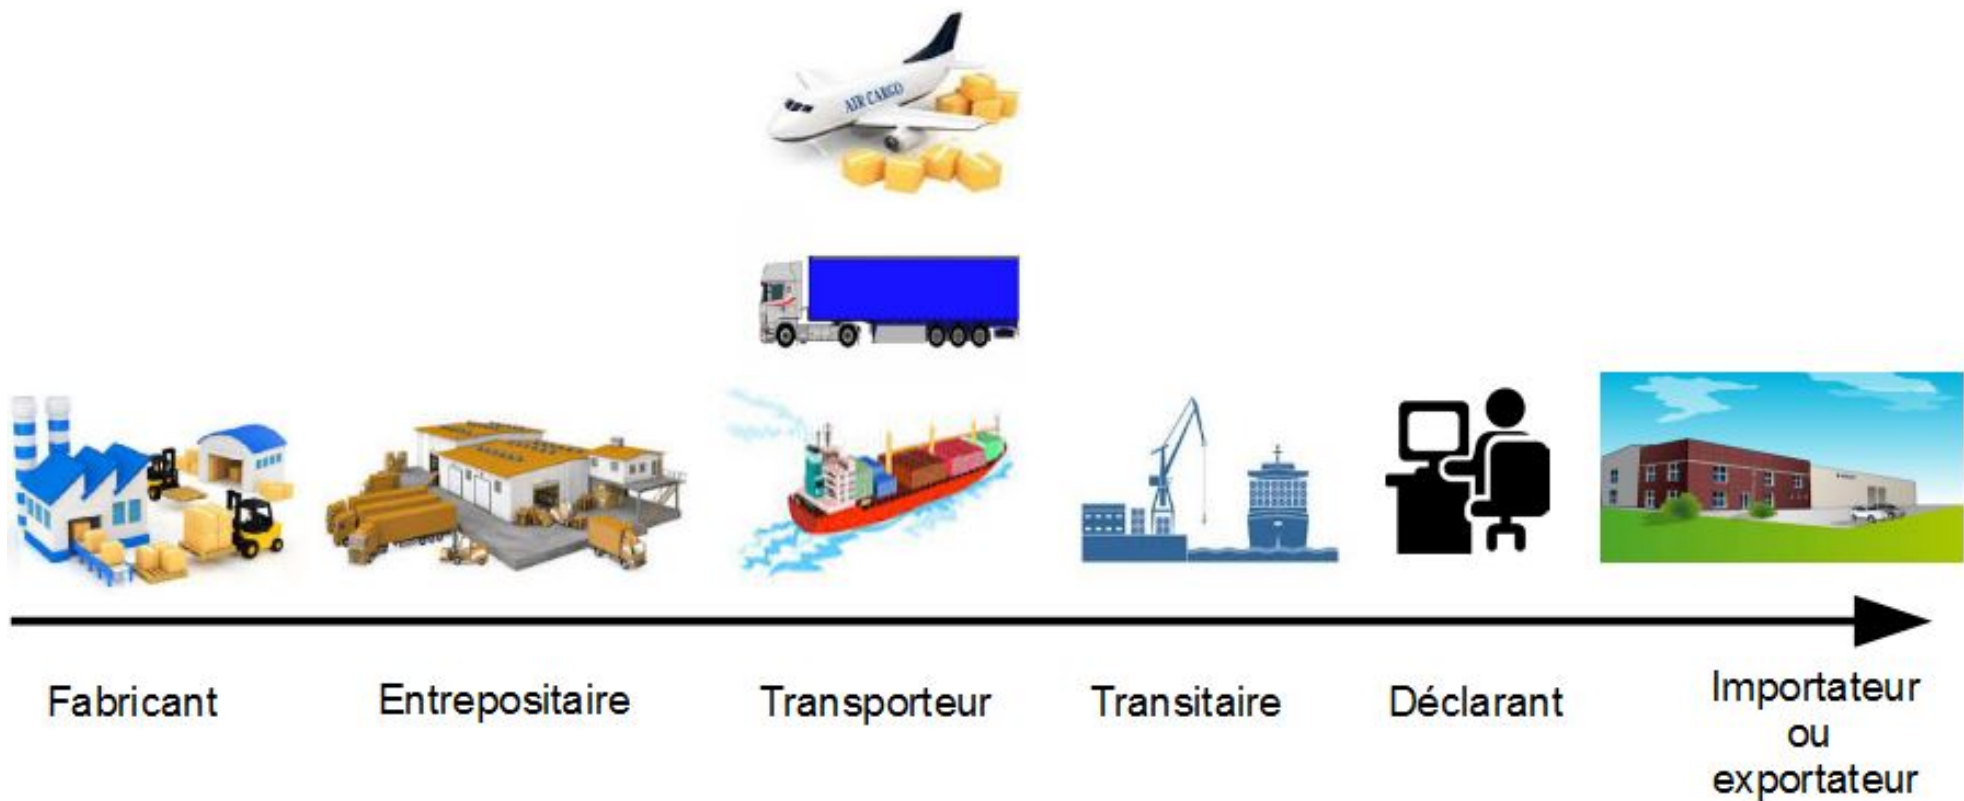 AIR CARGO
Fabricant
Entrepositaire
Transporteur
Transitaire
Déclarant
Importateur
ou
exportateur